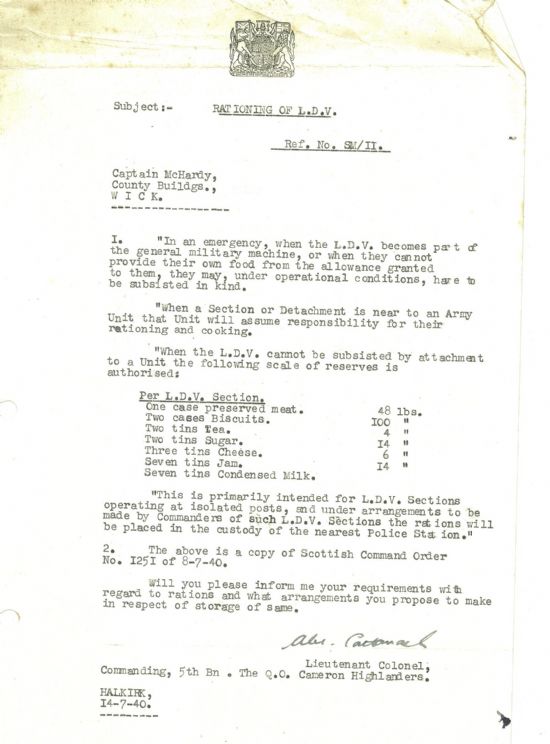 Subject:- RATIONING OF L.D.V.
Ref. No. SM/II.
Captain McHardy,
County Buildgs.,
W I C K.
I. "In an emergency, when the L.D.V. becomes part of
the general military machine, or when they cannot
provide their own food from the allowance granted
to them, they may, under operational conditions, have to
be subsisted in kind.
"When a Section or Detachment is near to an Army
Unit that Unit will assume responsibility for their
rationing and cooking.
"When the L.D.V. cannot be subsisted by attachment
to a Unit the following scale of reserves is
authorised:
Per L.D.V. Section.
One case preserved meat. 48 lbs.
Two cases Biscuits. I00 "
Two tins Tea. 4 "
Two tins Sugar. I4 "
Three tins Cheese. 6 "
Seven tins Jam. I4 "
Seven tins Condensed Milk.
"This is primarily intended for L.D.V. Sections
operating at isolated posts, and under arrangements to be
made by Commanders of such L.D.V. Sections the rations will
be placed in the custody of the nearest Police Station."
2. The above is a copy of Scottish Command Order
No. I25I of 8-7-40.
Will you please inform me your requirements with
regard to rations and what arrangements you propose to make
in respect of storage of same.
Lieutenant Colonel,
Commanding, 5th Bn . The Q.O. Cameron Highlanders.
HALKIRK,
I4-7-40.